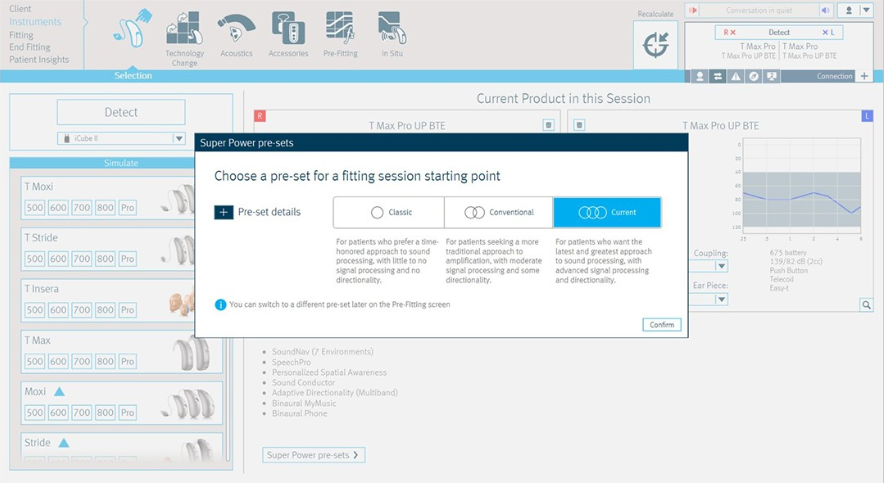 Client
Instruments
Fitting
End Fitting
Patient Insights
Technology
Change
Acoustics
Accessories
Pre-Fitting
In Situ
Selection
Recalculate
Conversation in quiet
R ×
Detect
× L
T Max Pro
T Max Pro UP BTE
T Max Pro
T Max Pro UP BTE
Connection
Detect
iCube II
Simulate
T Moxi
500 600 700 800 Pro
T Stride
500 600 700 800 Pro
T Insera
500 600 700 800 Pro
T Max
500 600 700 800 Pro
Moxi
500 600 700 800 Pro
Stride
500 600 700 800 Pro
Current Product in this Session
R
T Max Pro UP BTE
L
T Max Pro UP BTE
Super Power pre-sets
Choose a pre-set for a fitting session starting point
Pre-set details
Classic
Conventional
Current
For patients who prefer a time-
honored approach to sound
processing, with little to no
signal processing and no
directionality.
For patients seeking a more
traditional approach to
amplification, with moderate
signal processing and some
directionality.
For patients who want the
latest and greatest approach
to sound processing, with
advanced signal processing
and directionality.
You can switch to a different pre-set later on the Pre-Fitting screen
Confirm
Coupling:
Ear Piece:
675 battery
139/82 dB (2cc)
Push Button
Telecoil
Easy-t
SoundNav (7 Environments)
SpeechPro
Personalized Spatial Awareness
Sound Conductor
Adaptive Directionality (Multiband)
Binaural MyMusic
Binaural Phone
Super Power pre-sets